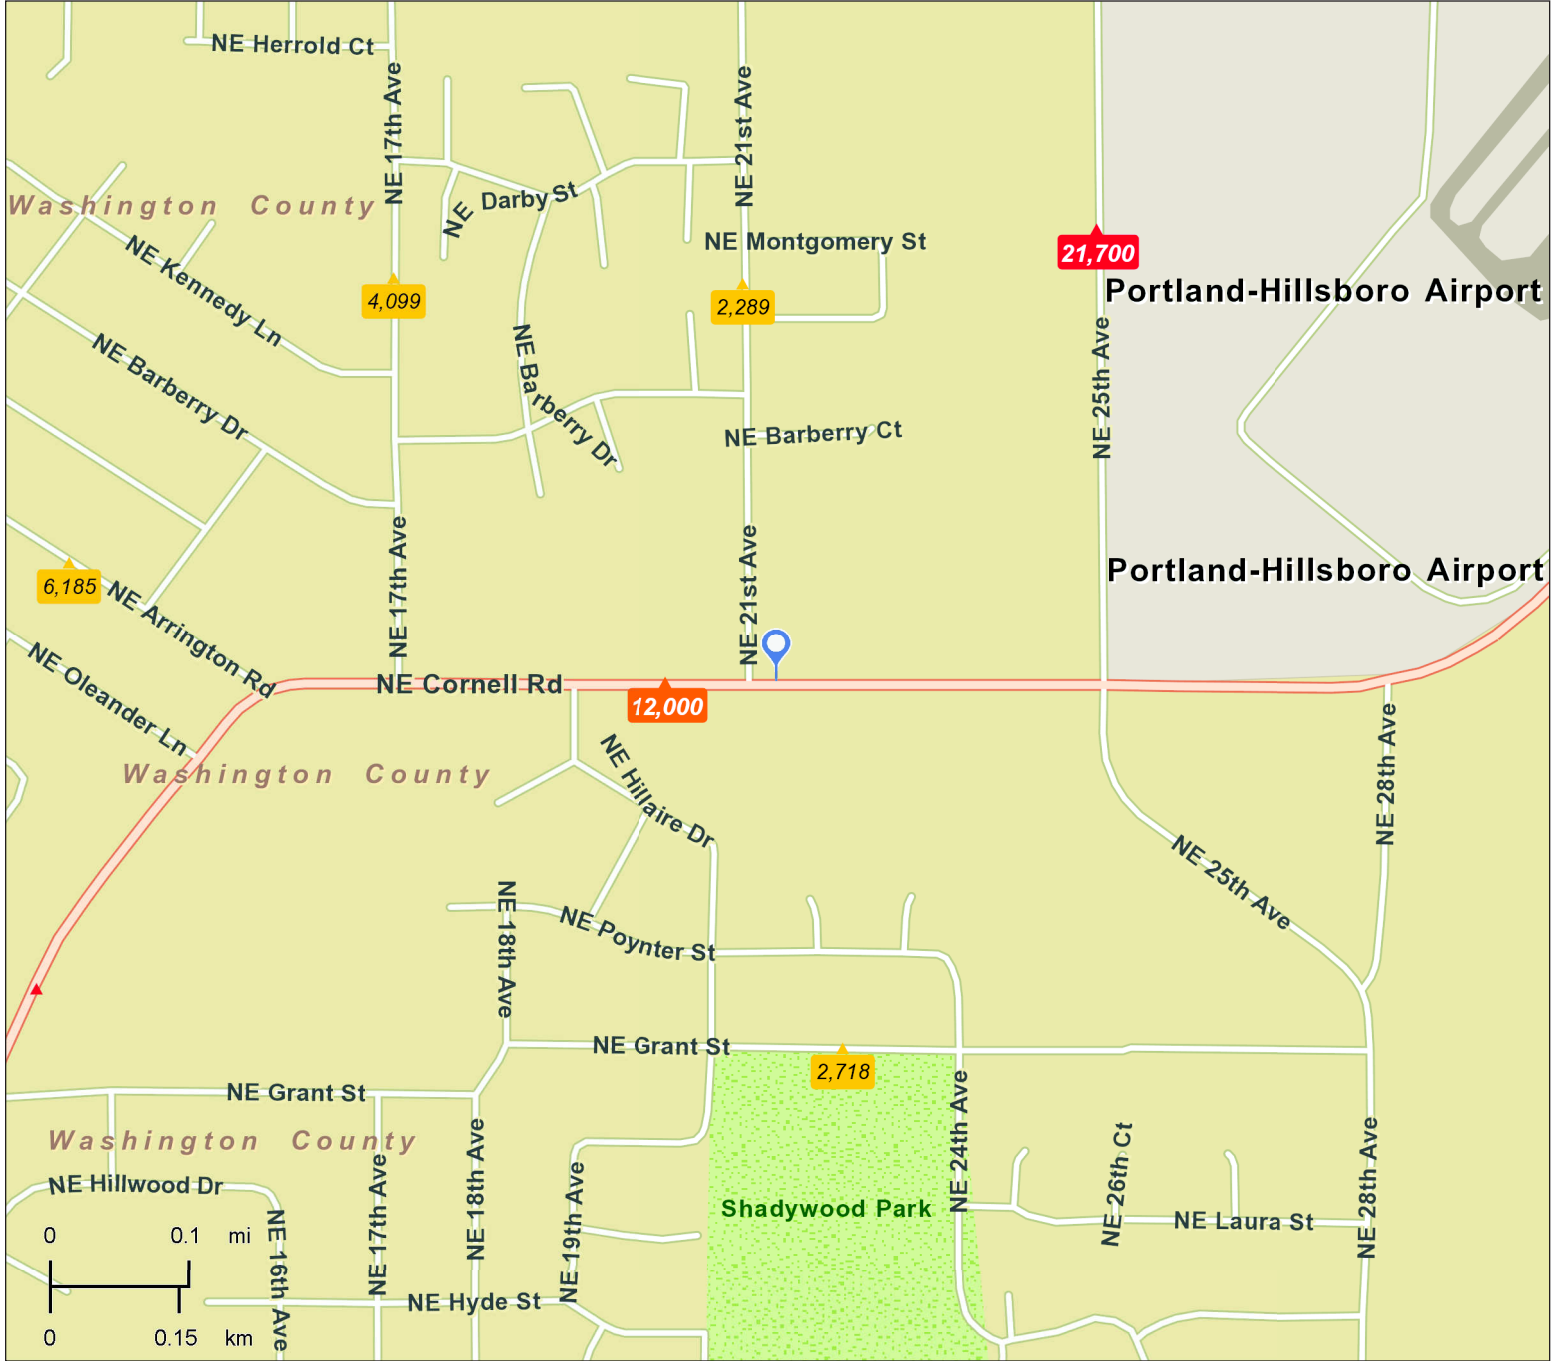 NE Herrold Ct
NE 17th Ave
NE 21st Ave
Washington County
NE Darby St
NE Montgomery St
21,700
NE Kennedy Ln
4,099
2,289
Portland-Hillsboro Airport
NE Barberry Dr
NE Barberry Dr
NE 25th Ave
NE Barberry Ct
6,185
NE Arrington Rd
NE 17th Ave
NE 21st Ave
Portland-Hillsboro Airport
NE Oleander Ln
NE Cornell Rd
12,000
Washington County
NE Hillaire Dr
NE 28th Ave
NE 25th Ave
NE 18th Ave
NE Poynter St
NE Grant St
2,718
NE Grant St
Washington County
NE Hillwood Dr
NE 16th Ave
NE 17th Ave
NE 18th Ave
NE 19th Ave
Shadywood Park
NE 24th Ave
NE 26th Ct
NE Laura St
NE 28th Ave
0 0.1 mi
NE Hyde St
0 0.15 km